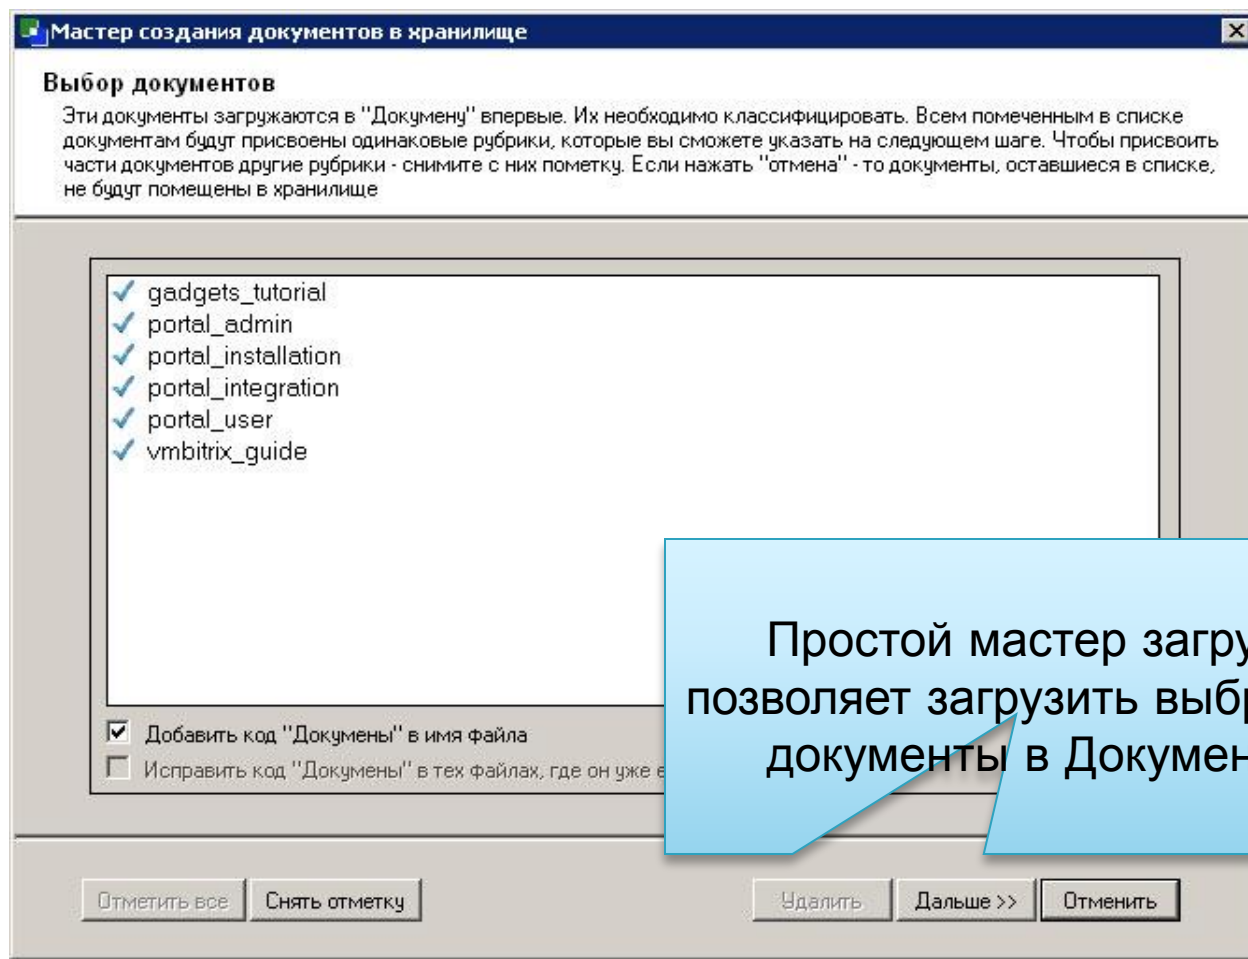 Мастер создания документов в хранилище
Выбор документов
Эти документы загружаются в "Докумену" впервые. Их необходимо классифицировать. Всем помеченным в списке
документам будут присвоены одинаковые рубрики, которые вы сможете указать на следующем шаге. Чтобы присвоить
части документов другие рубрики - снимите с них пометку. Если нажать "отмена" - то документы, оставшиеся в списке,
не будут помещены в хранилище
gadgets_tutorial
portal_admin
portal_installation
portal_integration
portal_user
vmbitrix_guide
Простой мастер
позволяет загрузить
документы в
Добавить код "Докумены" в имя файла
Исправить код "Докумены" в тех файлах, где он уже
Отметить все
Снять отметку
Удалить
Дальше >>
Отменить